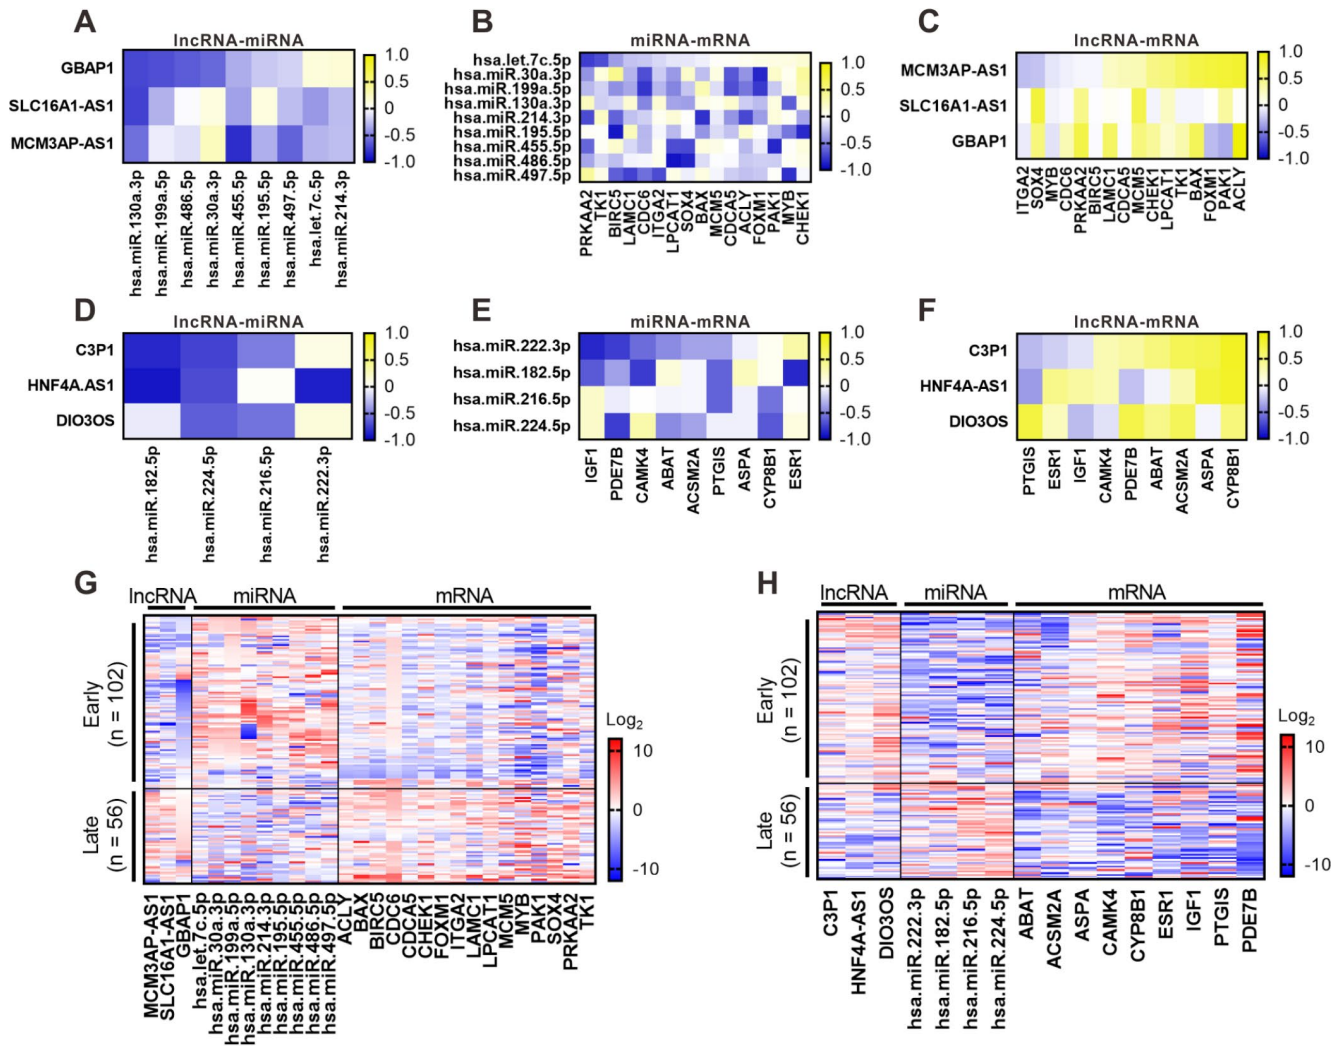 A
lncRNA-miRNA
GBAP1
SLC16A1-AS1
MCM3AP-AS1
1.0
0.5
0
-0.5
-1.0
hsa.miR.130a.3p
hsa.miR.199a.5p
hsa.miR.486.5p
hsa.miR.30a.3p
hsa.miR.455.5p
hsa.miR.195.5p
hsa.miR.497.5p
hsa.let.7c.5p
hsa.miR.214.3p
B
miRNA-mRNA
hsa.let.7c.5p
hsa.miR.30a.3p
hsa.miR.199a.5p
hsa.miR.130a.3p
hsa.miR.214.3p
hsa.miR.195.5p
hsa.miR.455.5p
hsa.miR.486.5p
hsa.miR.497.5p
1.0
0.5
0
-0.5
-1.0
PRKAA2
TK1
BIRC5
LAMC1
CDC6
ITGA2
LPCAT1
SOX4
BAX
MCM5
CDCA5
ACLY
FOXM1
PAK1
MYB
CHEK1
C
lncRNA-mRNA
MCM3AP-AS1
SLC16A1-AS1
GBAP1
1.0
0.5
0
-0.5
-1.0
ITGA2
SOX4
MYB
CDC6
PRKAA2
BIRC5
LAMC1
CDCA5
MCM5
CHEK1
LPCAT1
TK1
BAX
FOXM1
PAK1
ACLY
D
lncRNA-miRNA
C3P1
HNF4A.AS1
DIO3OS
1.0
0.5
0
-0.5
-1.0
hsa.miR.182.5p
hsa.miR.224.5p
hsa.miR.216.5p
hsa.miR.222.3p
E
miRNA-mRNA
hsa.miR.222.3p
hsa.miR.182.5p
hsa.miR.216.5p
hsa.miR.224.5p
1.0
0.5
0
-0.5
-1.0
IGF1
PDE7B
CAMK4
ABAT
ACSM2A
PTGIS
ASPA
CYP8B1
ESR1
F
lncRNA-mRNA
C3P1
HNF4A-AS1
DIO3OS
1.0
0.5
0
-0.5
-1.0
PTGIS
ESR1
IGF1
CAMK4
PDE7B
ABAT
ACSM2A
ASPA
CYP8B1
G
lncRNA
miRNA
mRNA
Early
(n = 102)
Late
(n = 56)
Log2
10
0
-10
MCM3AP-AS1
SLC16A1-AS1
GBAP1
hsa.let.7c.5p
hsa.miR.30a.3p
hsa.miR.199a.5p
hsa.miR.130a.3p
hsa.miR.214.3p
hsa.miR.195.5p
hsa.miR.455.5p
hsa.miR.486.5p
hsa.miR.497.5p
ACLY
BAX
BIRC5
CDC6
CDCA5
CHEK1
FOXM1
ITGA2
LAMC1
LPCAT1
MCM5
MYB
PAK1
SOX4
PRKAA2
TK1
H
lncRNA
miRNA
mRNA
Early
(n = 102)
Late
(n = 56)
Log2
10
0
-10
C3P1
HNF4A-AS1
DIO3OS
hsa.miR.222.3p
hsa.miR.182.5p
hsa.miR.216.5p
hsa.miR.224.5p
ABAT
ACSM2A
ASPA
CAMK4
CYP8B1
ESR1
IGF1
PTGIS
PDE7B